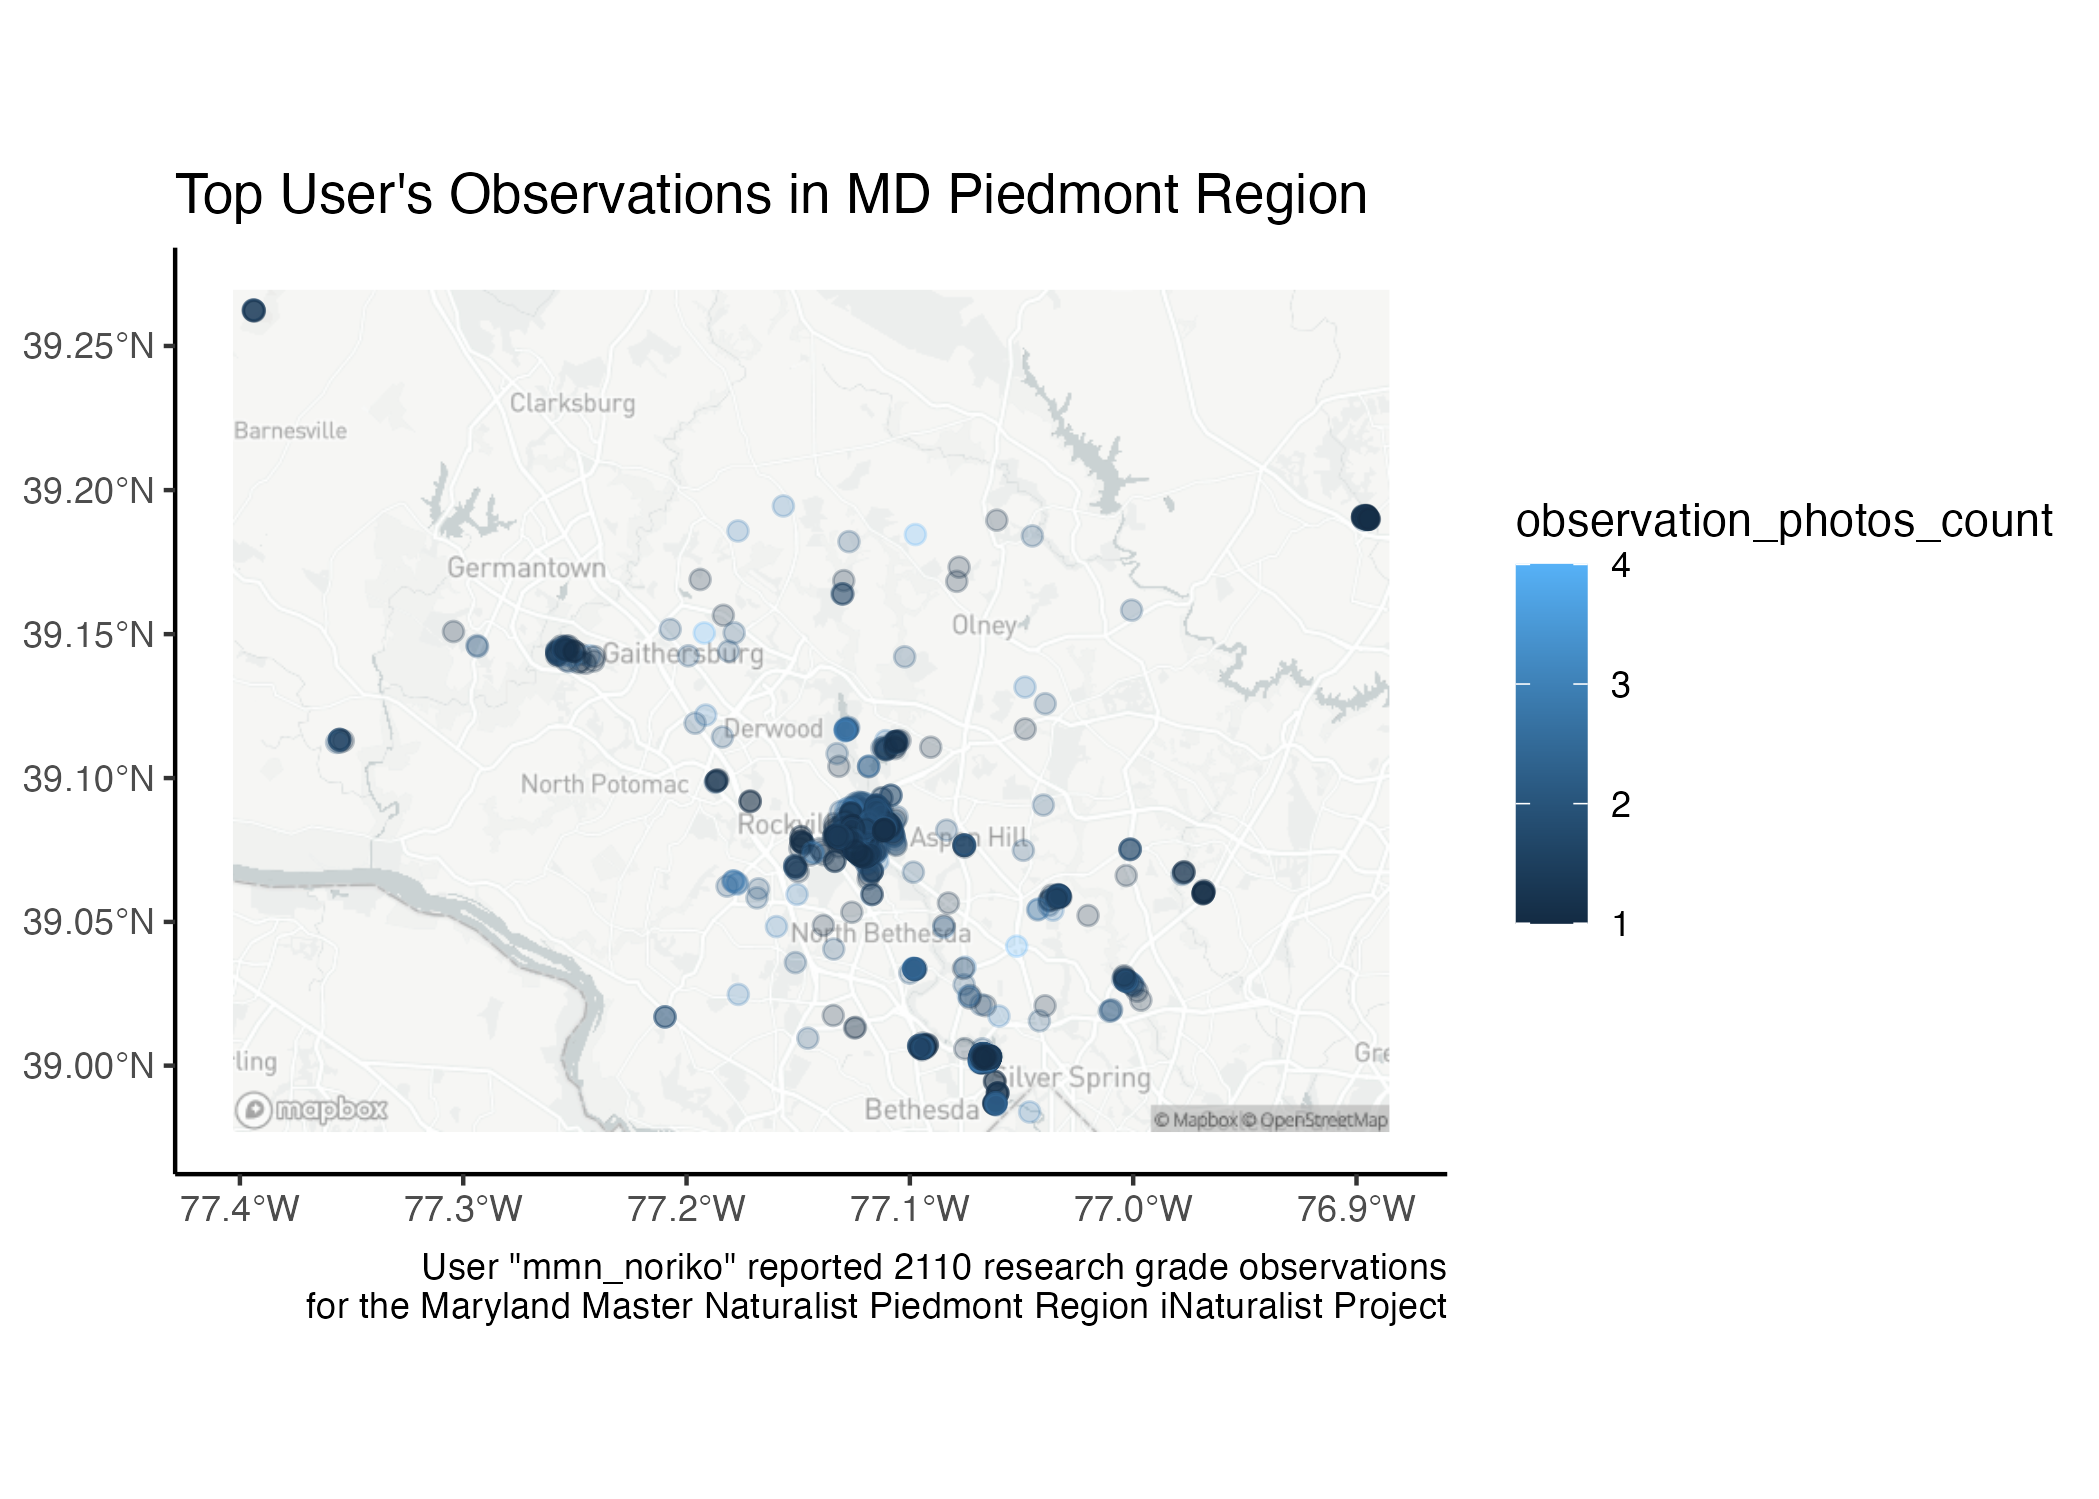 Top User's Observations in MD Piedmont Region
39.25°N
39.20°N
39.15°N
39.10°N
39.05°N
39.00°N
Clarksburg
Barnesville
Germantown
Olney
Gaithersburg
Derwood
North Potomac
Aspen Hill
North Bethesda
Silver Spring
Bethesda
mapbox
© Mapbox © OpenStreetMap
77.4°W 77.3°W 77.2°W 77.1°W 77.0°W 76.9°W
User "mmn_noriko" reported 2110 research grade observations
for the Maryland Master Naturalist Piedmont Region iNaturalist Project
observation_photos_count
4
3
2
1